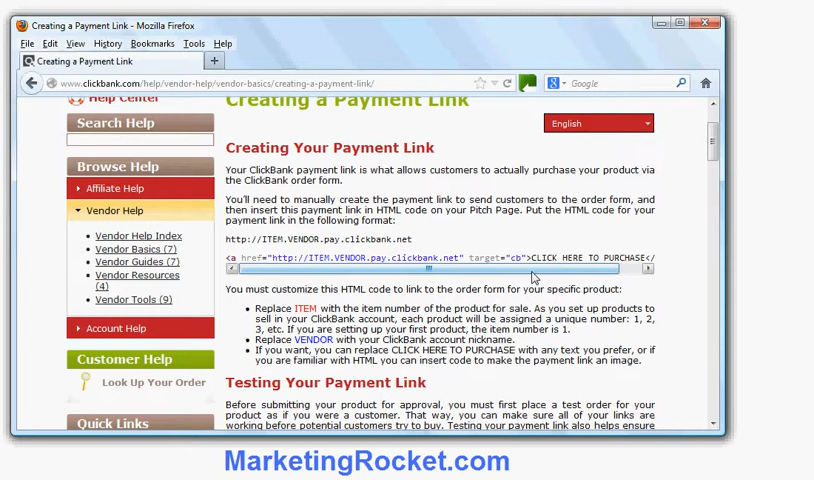 Creating a Payment Link - Mozilla Firefox
File Edit View History Bookmarks Tools Help
Creating a Payment Link
www.clickbank.com/help/vendor-help/vendor-basics/creating-a-payment-link/
Google
Help Center
Creating a Payment Link
Search Help
English
Browse Help
Affiliate Help
Vendor Help
Vendor Help Index
Vendor Basics (7)
Vendor Guides (7)
Vendor Resources
(4)
Vendor Tools (9)
Account Help
Customer Help
Look Up Your Order
Quick Links
Creating Your Payment Link
Your ClickBank payment link is what allows customers to actually purchase your product via
the ClickBank order form.
You'll need to manually create the payment link to send customers to the order form, and
then insert this payment link in HTML code on your Pitch Page. Put the HTML code for your
payment link in the following format:
http://ITEM.VENDOR.pay.clickbank.net
<a href="http://ITEM.VENDOR.pay.clickbank.net" target="cb">CLICK HERE TO PURCHASE</
You must customize this HTML code to link to the order form for your specific product:
Replace ITEM with the item number of the product for sale. As you set up products to
sell in your ClickBank account, each product will be assigned a unique number: 1, 2,
3, etc. If you are setting up your first product, the item number is 1.
Replace VENDOR with your ClickBank account nickname.
If you want, you can replace CLICK HERE TO PURCHASE with any text you prefer, or if
you are familiar with HTML you can insert code to make the payment link an image.
Testing Your Payment Link
Before submitting your product for approval, you must first place a test order for your
product as if you were a customer. That way, you can make sure all of your links are
working before potential customers try to buy. Testing your payment link also helps ensure
MarketingRocket.com